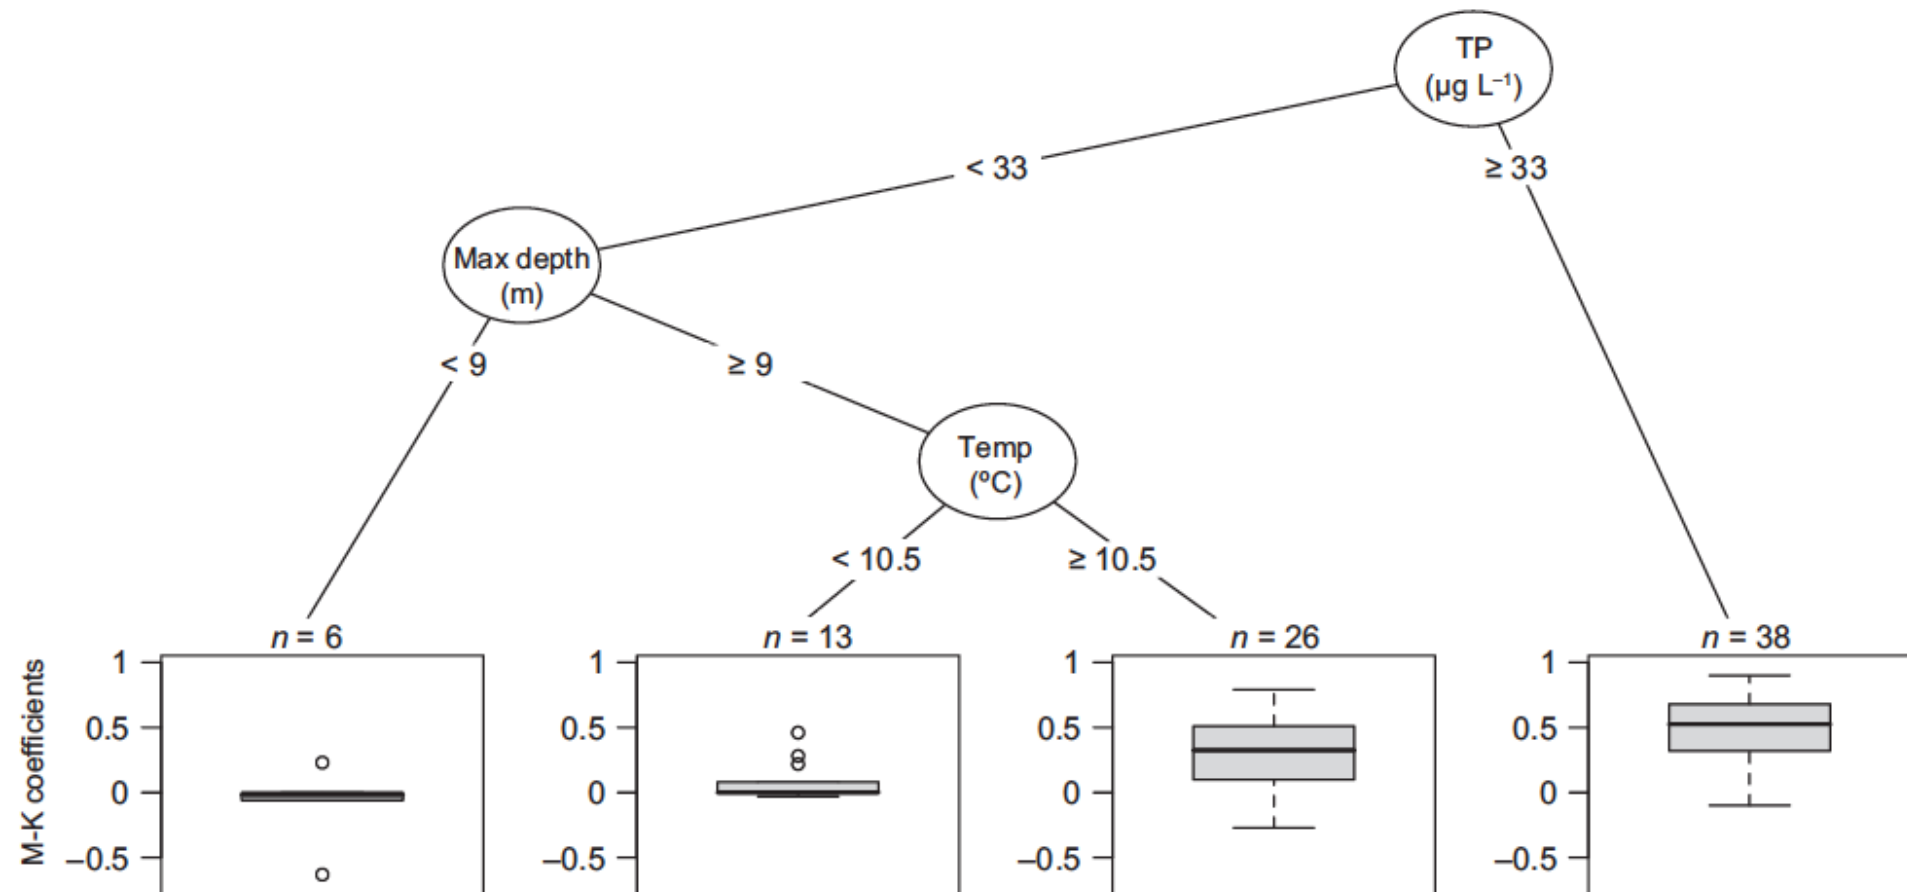 TP
(µg L⁻¹)
< 33
≥ 33
Max depth
(m)
< 9
≥ 9
Temp
(ºC)
< 10.5
≥ 10.5
n = 6
n = 13
n = 26
n = 38
M-K coefficients
1
0.5
0
–0.5
1
0.5
0
–0.5
1
0.5
0
–0.5
1
0.5
0
–0.5